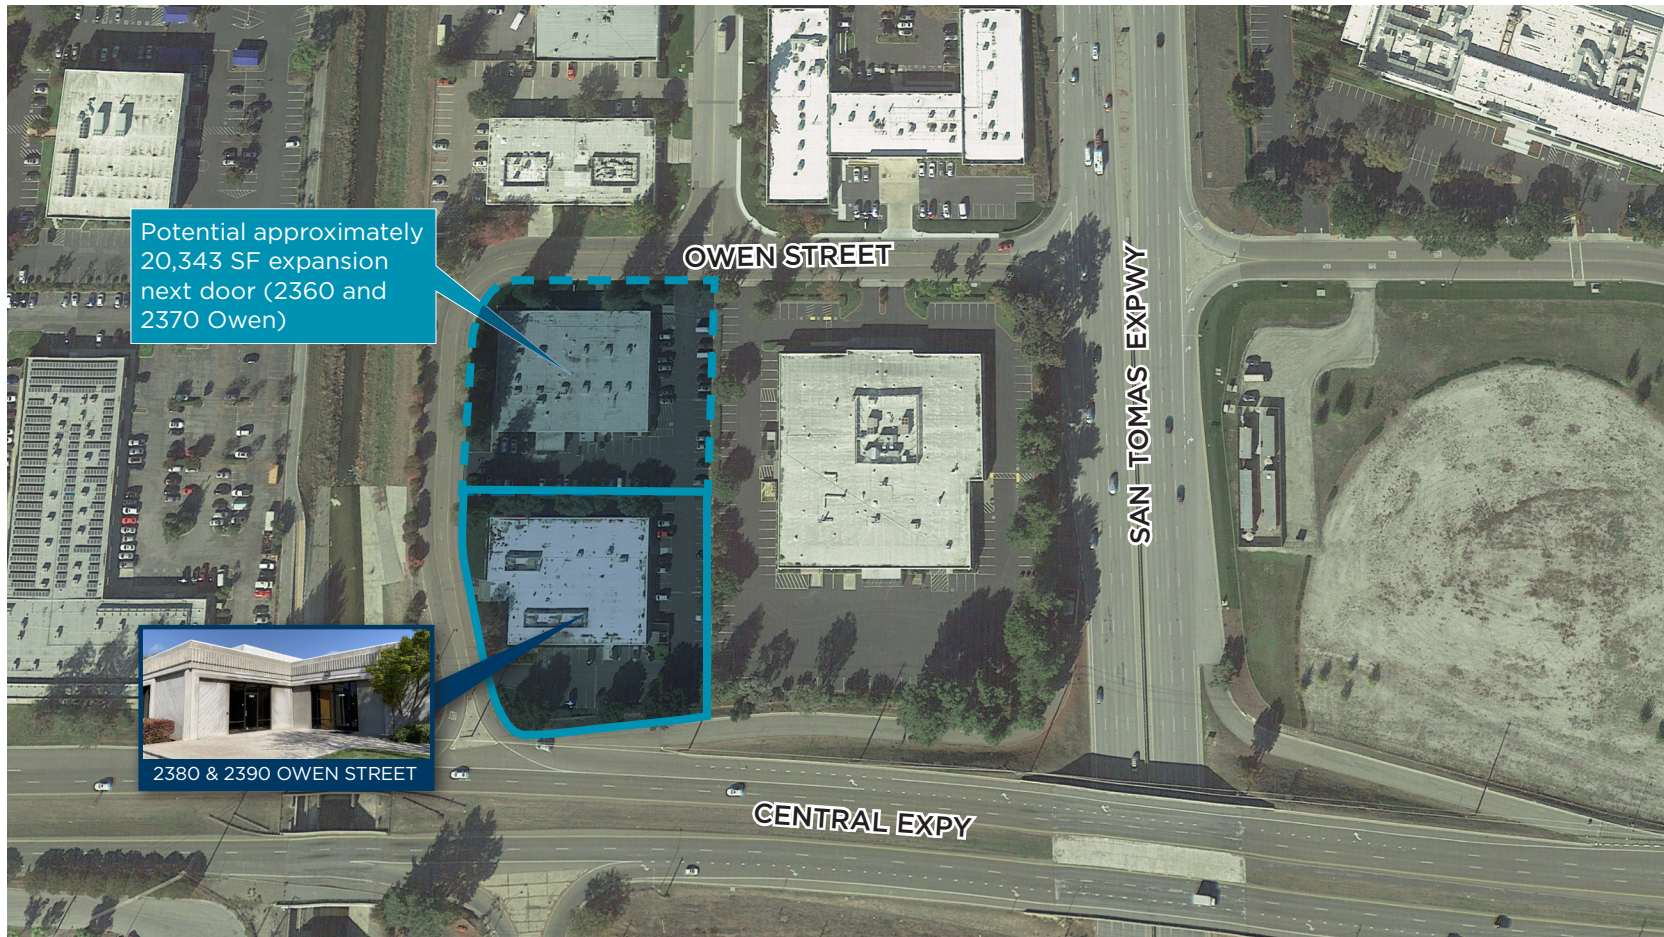 Potential approximately
20,343 SF expansion
next door (2360 and
2370 Owen)
OWEN STREET
SAN TOMAS EXPWY
2380 & 2390 OWEN STREET
CENTRAL EXPY